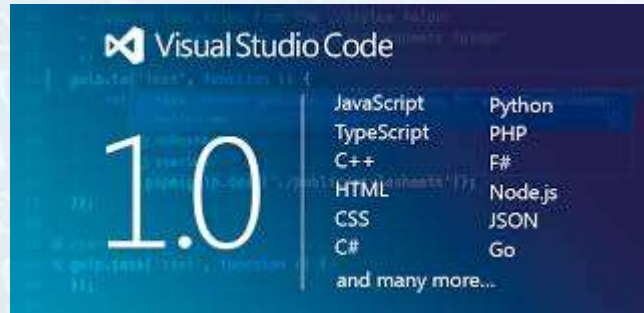 Visual Studio Code
1.0
JavaScript
TypeScript
C++
HTML
CSS
C#
Python
PHP
F#
Node.js
JSON
Go
and many more...